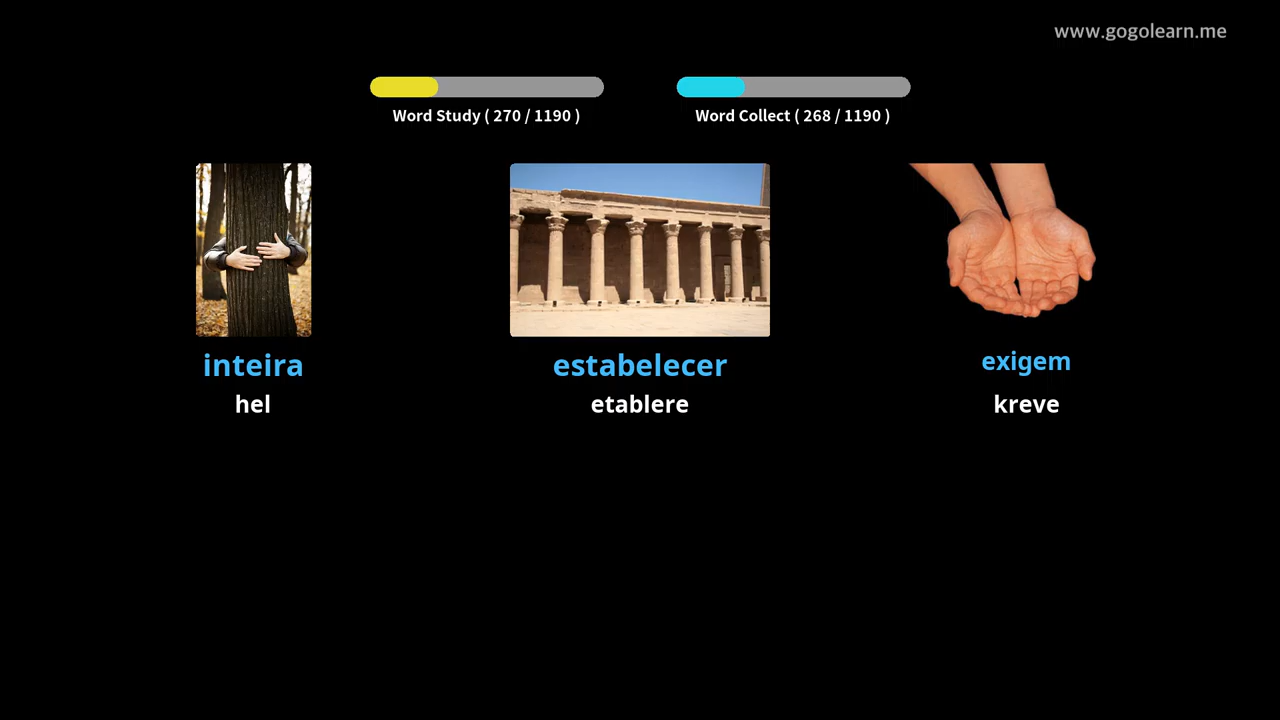 www.gogolearn.me
Word Study ( 270 / 1190 )
Word Collect ( 268 / 1190 )
inteira
hel
estabelecer
etablere
exigem
kreve